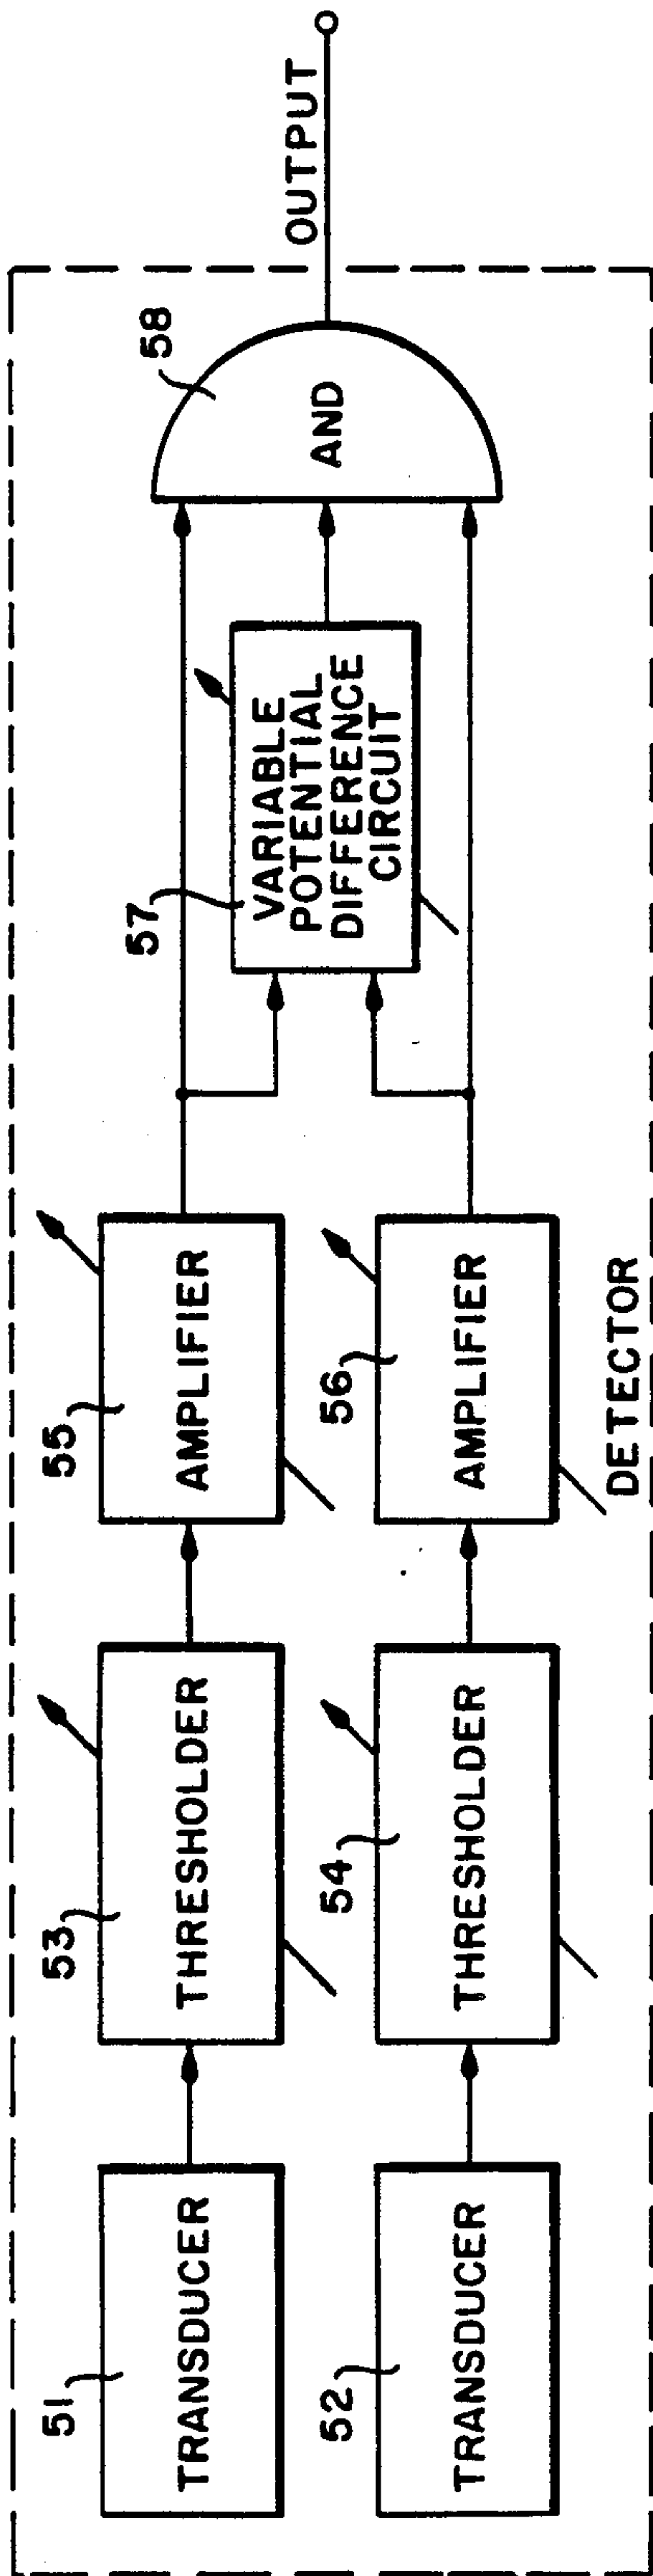 51
TRANSDUCER
53
THRESHOLDER
55
AMPLIFIER
57
VARIABLE
POTENTIAL
DIFFERENCE
CIRCUIT
58
AND
OUTPUT
52
TRANSDUCER
54
THRESHOLDER
56
AMPLIFIER
DETECTOR